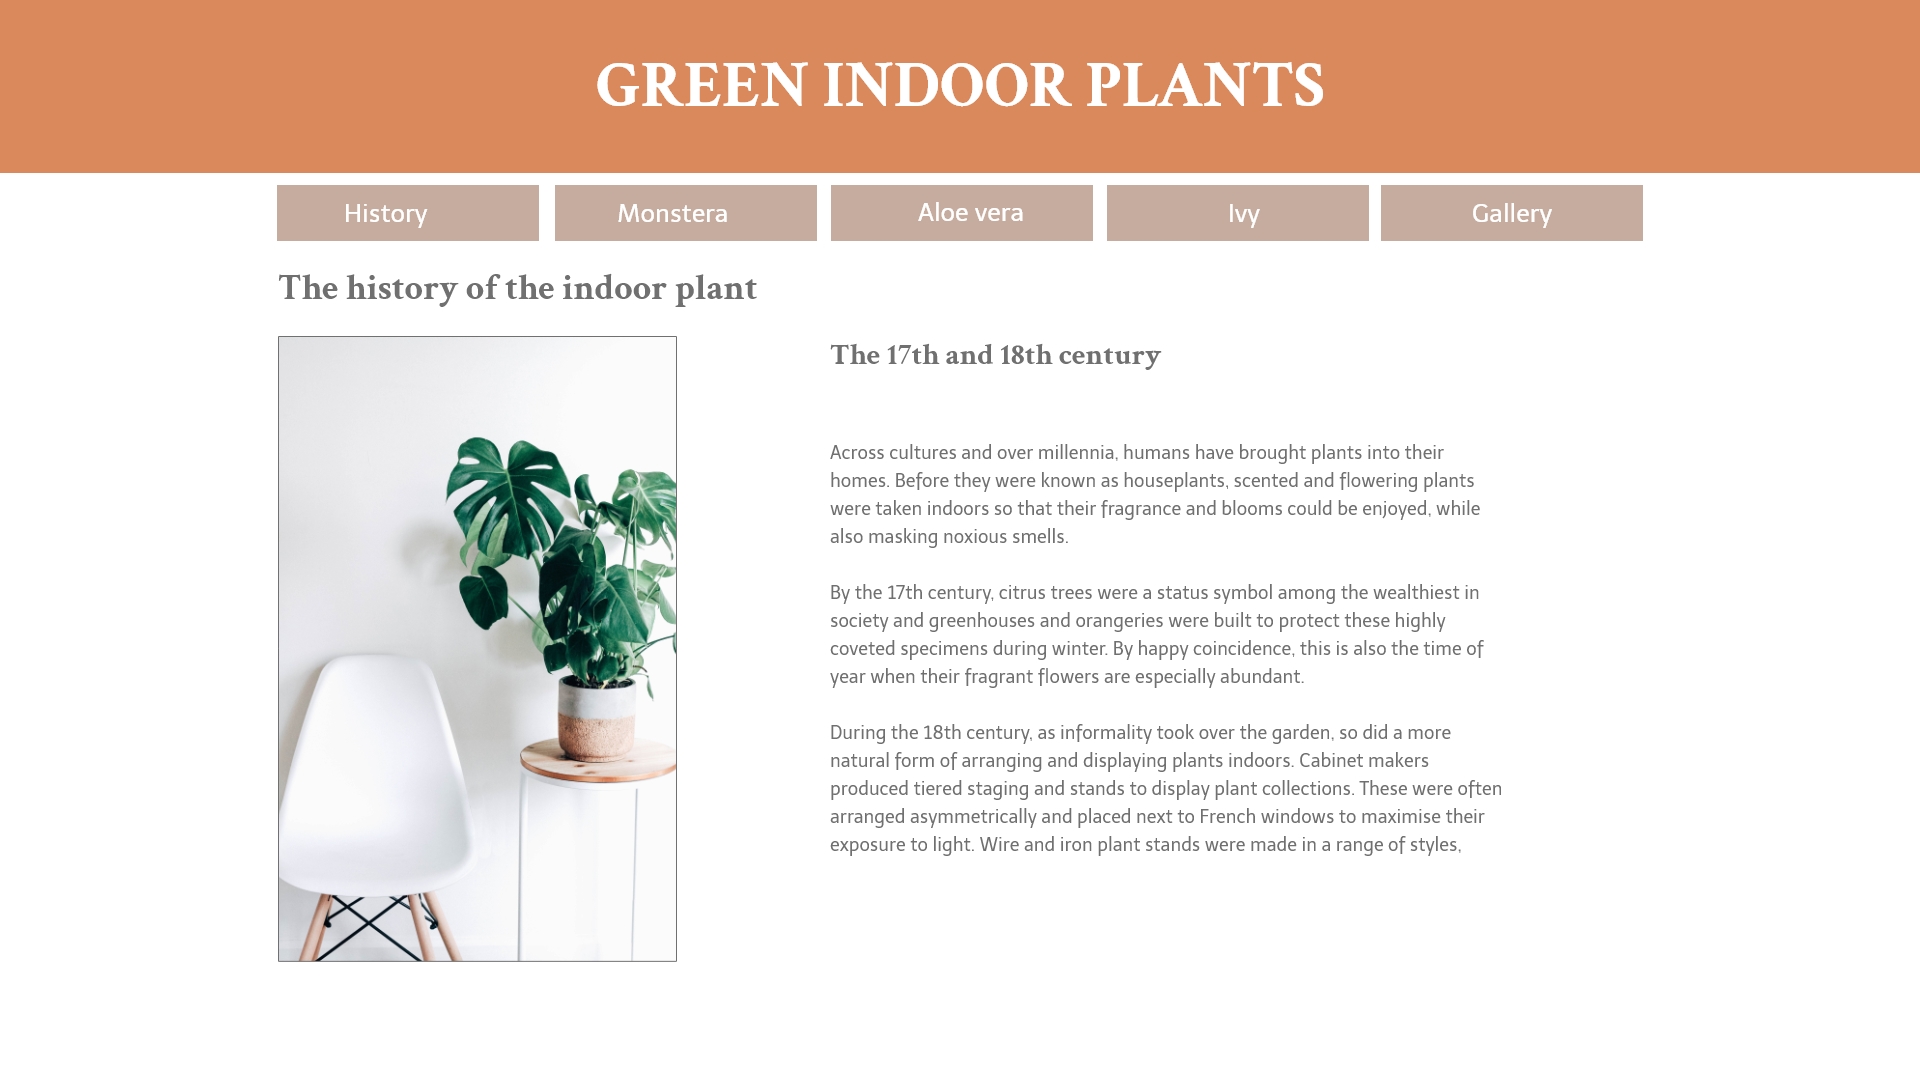 GREEN INDOOR PLANTS
History
Monstera
Aloe vera
Ivy
Gallery
The history of the indoor plant
The 17th and 18th century
Across cultures and over millennia, humans have brought plants into their
homes. Before they were known as houseplants, scented and flowering plants
were taken indoors so that their fragrance and blooms could be enjoyed, while
also masking noxious smells.
By the 17th century, citrus trees were a status symbol among the wealthiest in
society and greenhouses and orangeries were built to protect these highly
coveted specimens during winter. By happy coincidence, this is also the time of
year when their fragrant flowers are especially abundant.
During the 18th century, as informality took over the garden, so did a more
natural form of arranging and displaying plants indoors. Cabinet makers
produced tiered staging and stands to display plant collections. These were often
arranged asymmetrically and placed next to French windows to maximise their
exposure to light. Wire and iron plant stands were made in a range of styles,